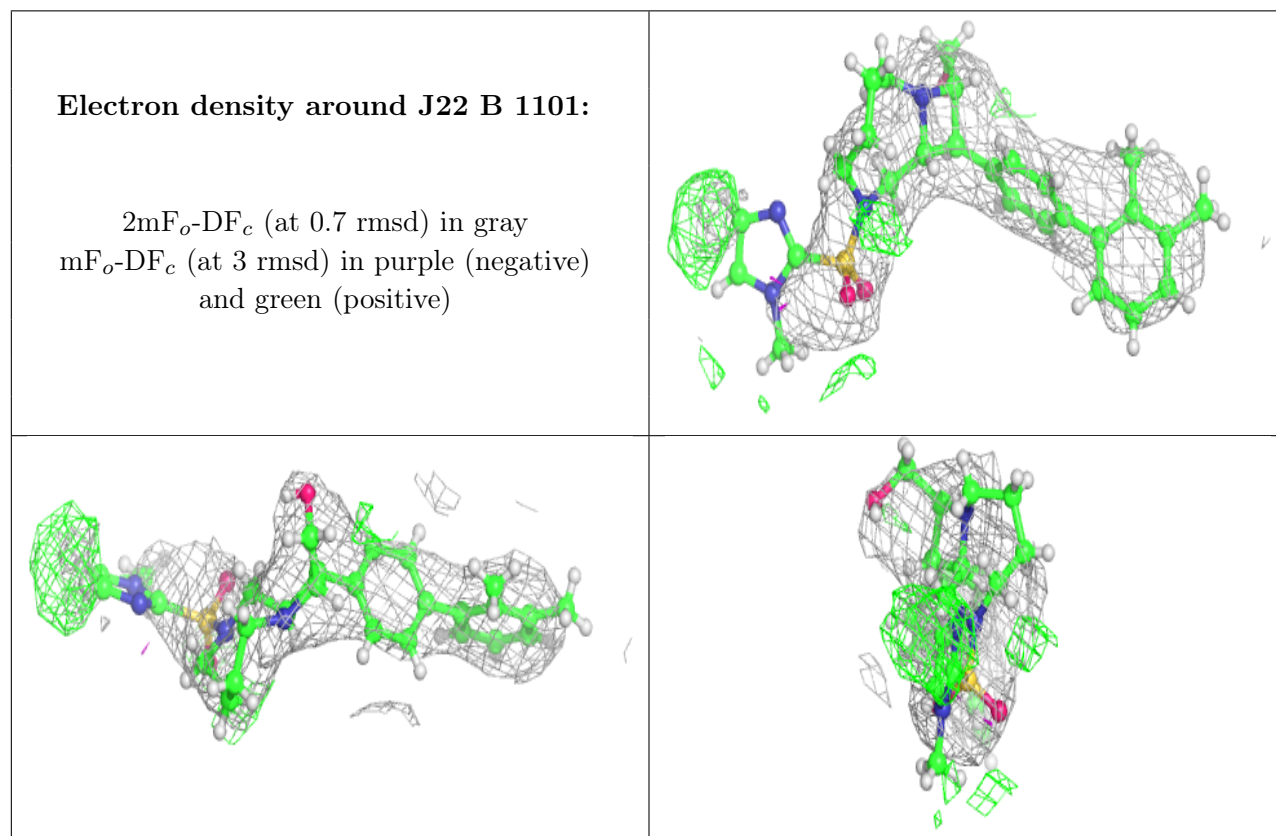 Electron density around J22 B 1101:
2mFₒ-DF𝒸 (at 0.7 rmsd) in gray
mFₒ-DF𝒸 (at 3 rmsd) in purple (negative)
and green (positive)